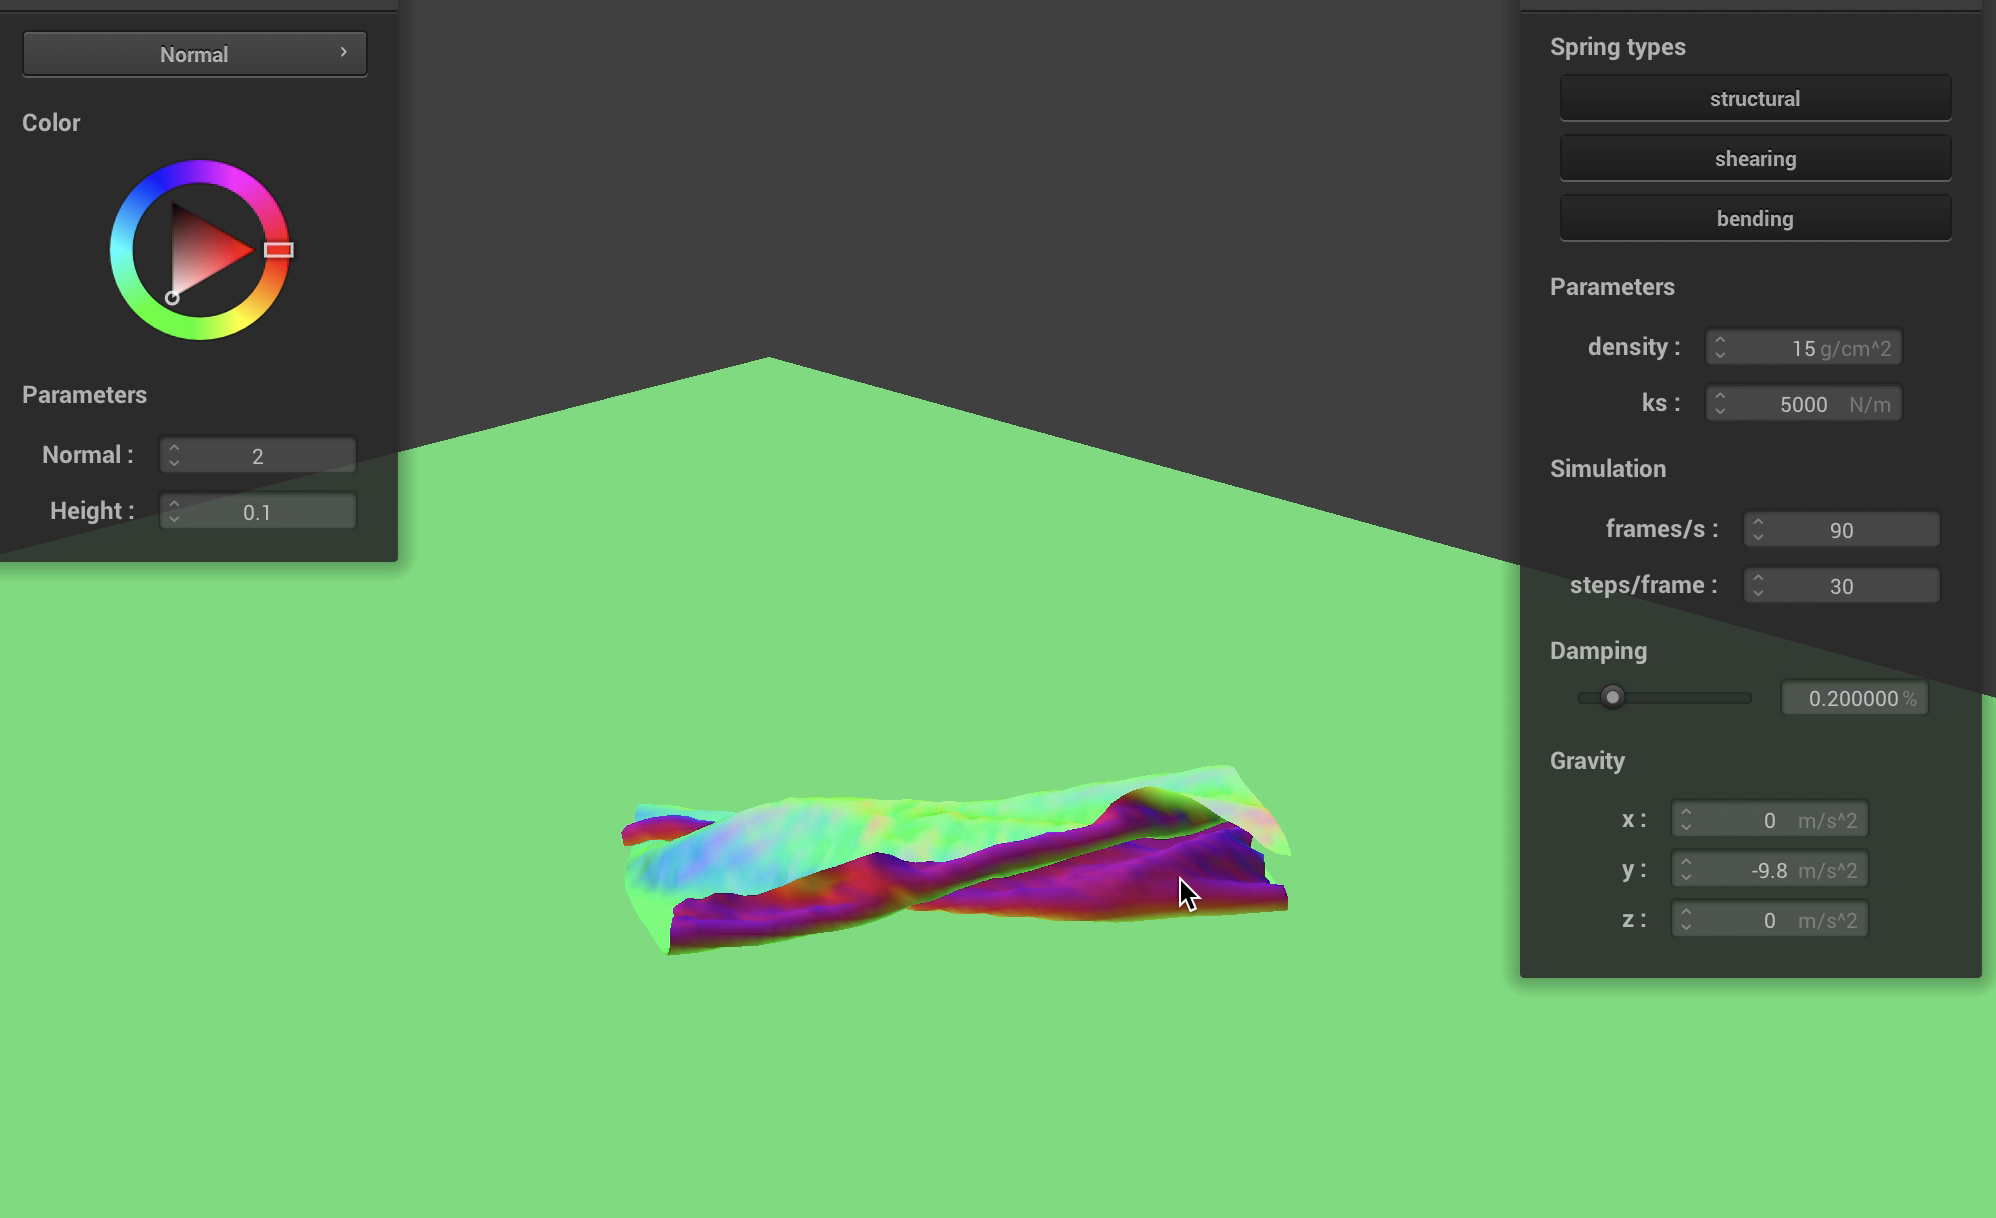 Normal
Color
Parameters
Normal : 2
Height : 0.1
Spring types
structural
shearing
bending
Parameters
density : 15 g/cm^2
ks : 5000 N/m
Simulation
frames/s : 90
steps/frame : 30
Damping
0.200000 %
Gravity
x : 0 m/s^2
y : -9.8 m/s^2
z : 0 m/s^2